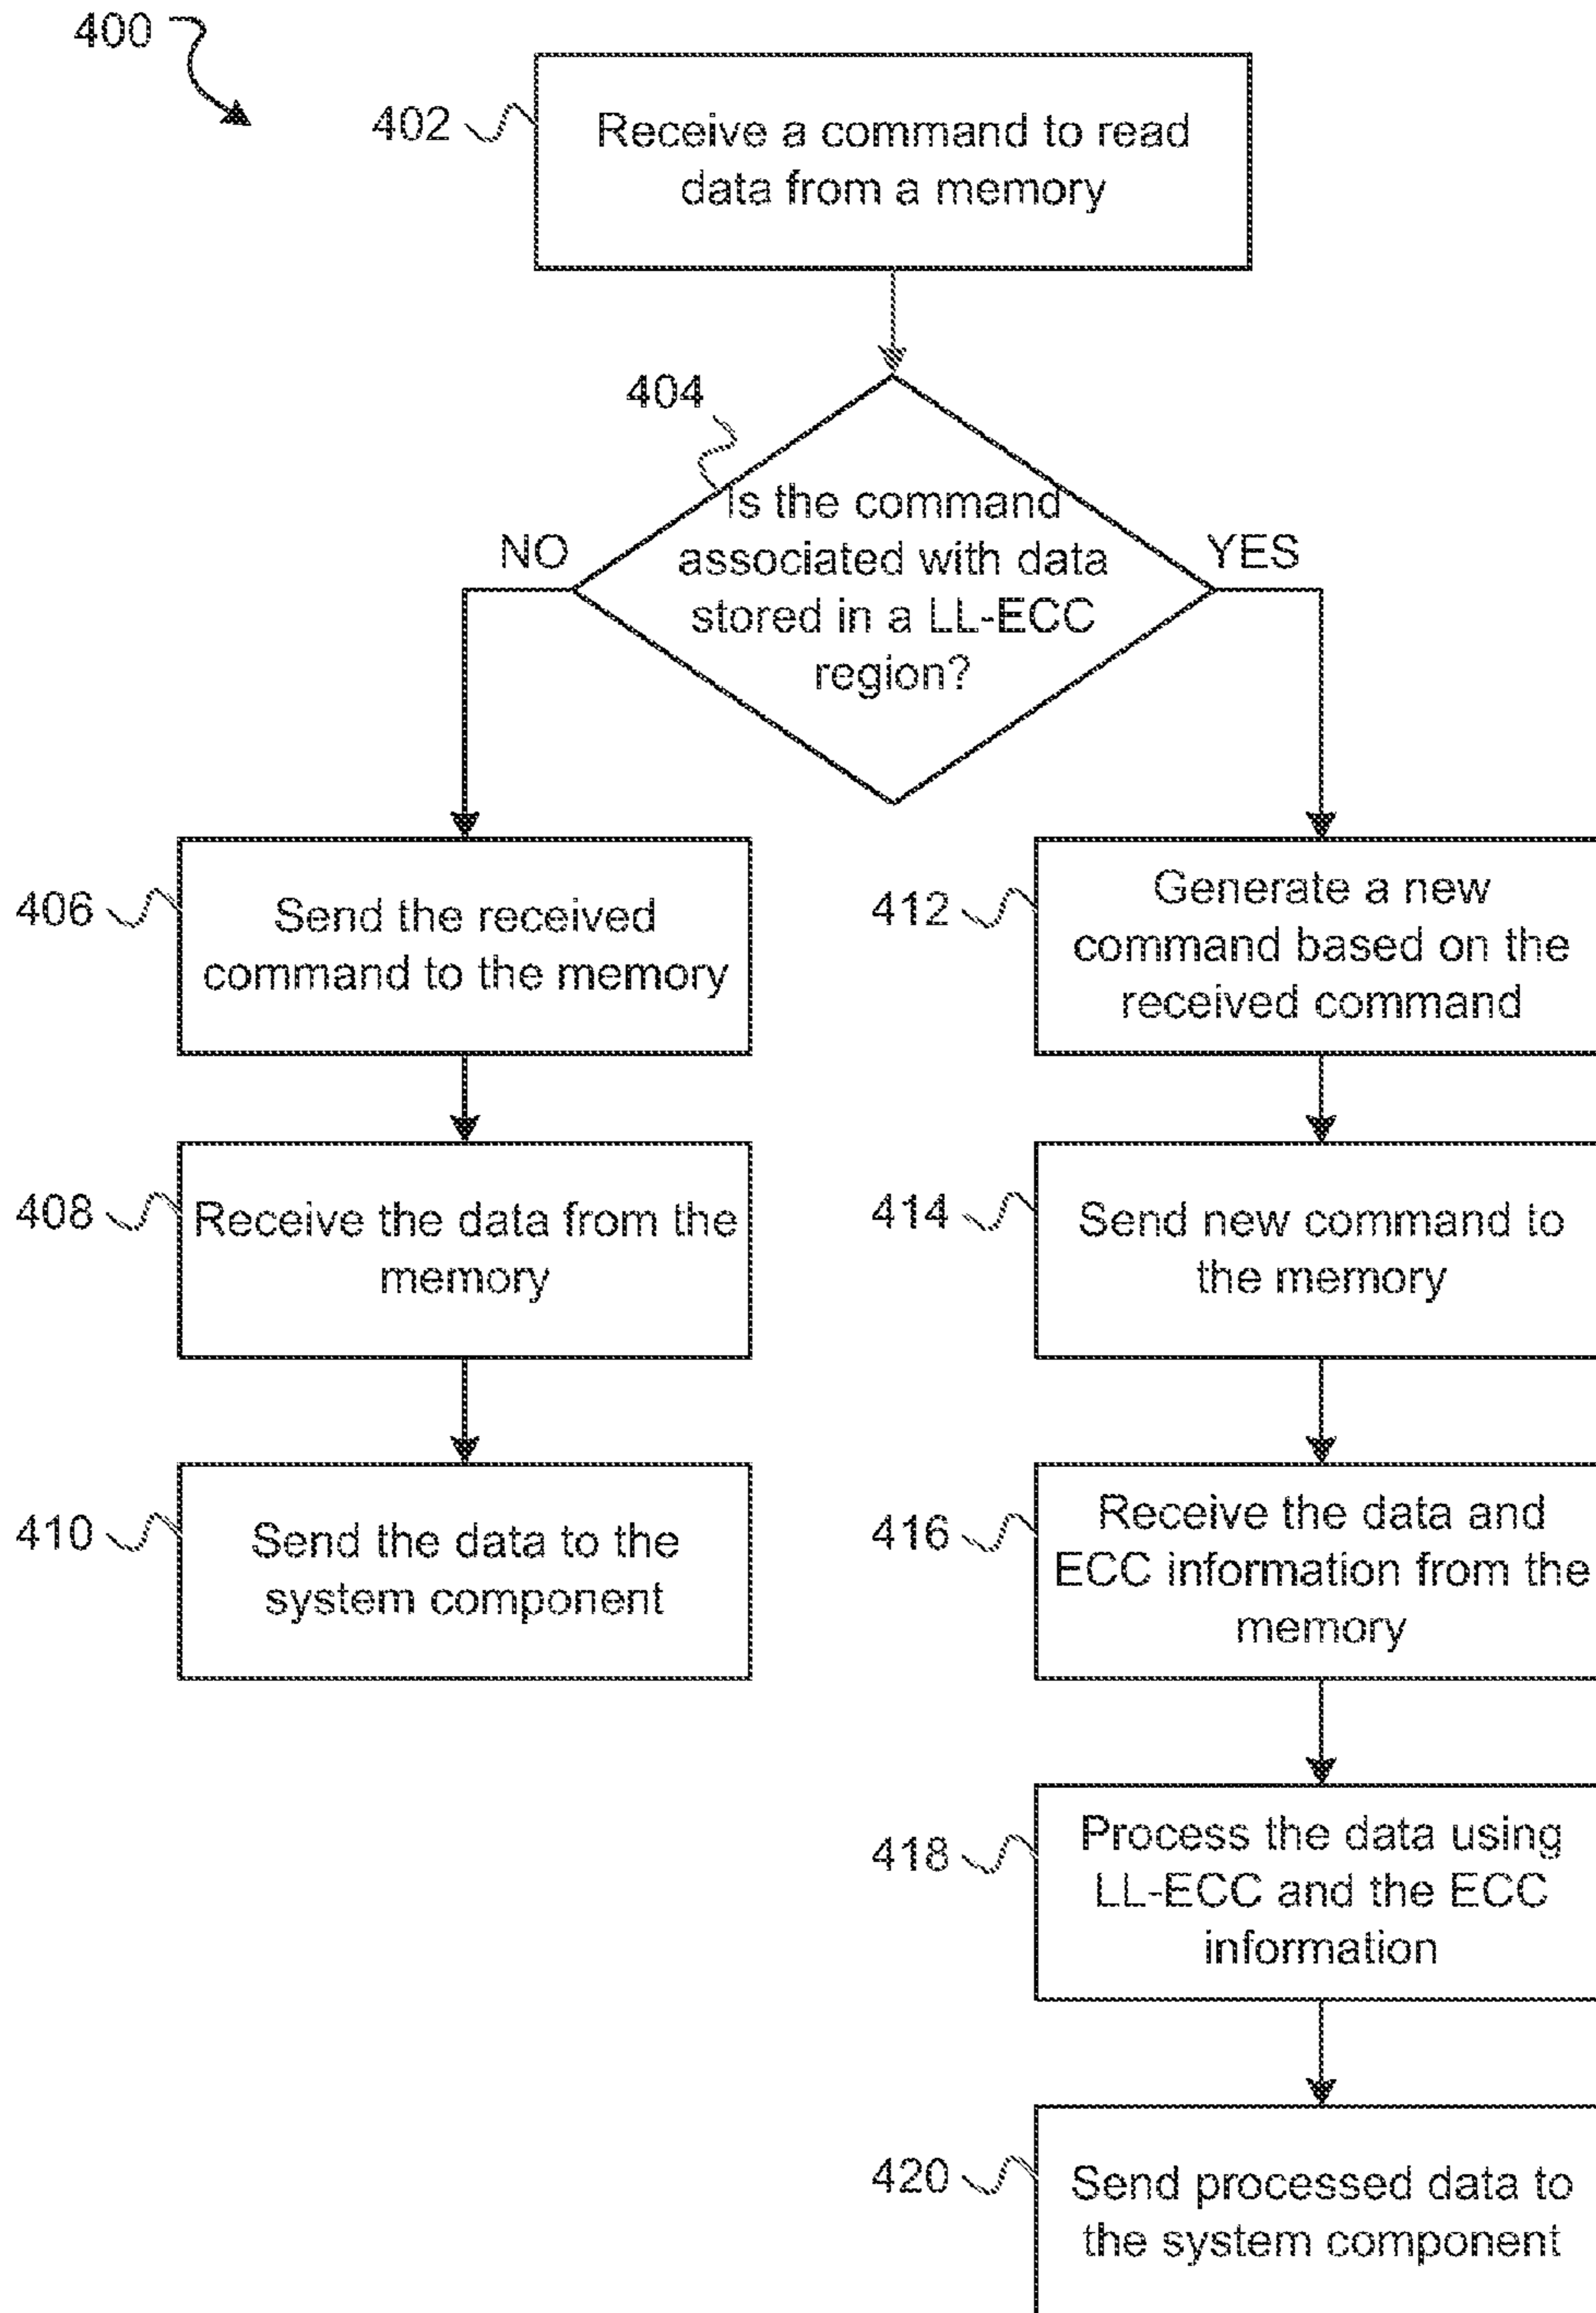 400
402
Receive a command to read
data from a memory
404
Is the command
associated with data
stored in a LL-ECC
region?
NO
YES
406
Send the received
command to the memory
408
Receive the data from the
memory
410
Send the data to the
system component
412
Generate a new
command based on the
received command
414
Send new command to
the memory
416
Receive the data and
ECC information from the
memory
418
Process the data using
LL-ECC and the ECC
information
420
Send processed data to
the system component